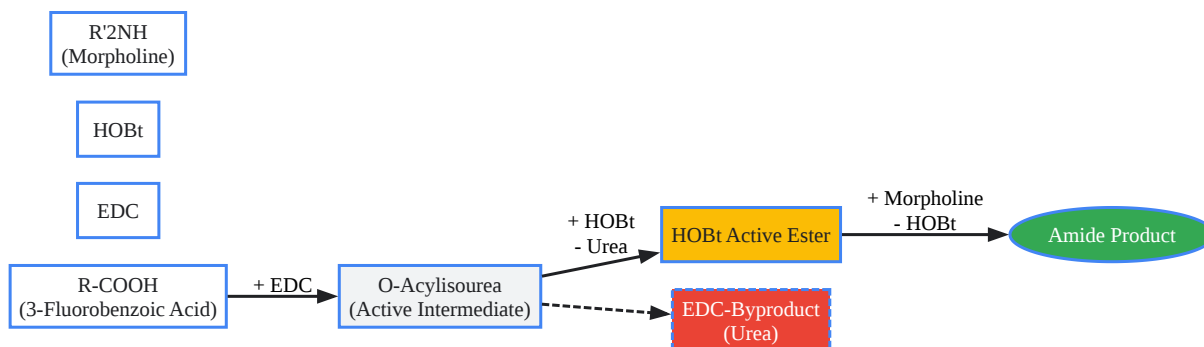 R'2NH
(Morpholine)
HOBt
EDC
R-COOH
(3-Fluorobenzoic Acid)
+ EDC
O-Acylisourea
(Active Intermediate)
+ HOBt
- Urea
HOBt Active Ester
EDC-Byproduct
(Urea)
+ Morpholine
- HOBt
Amide Product